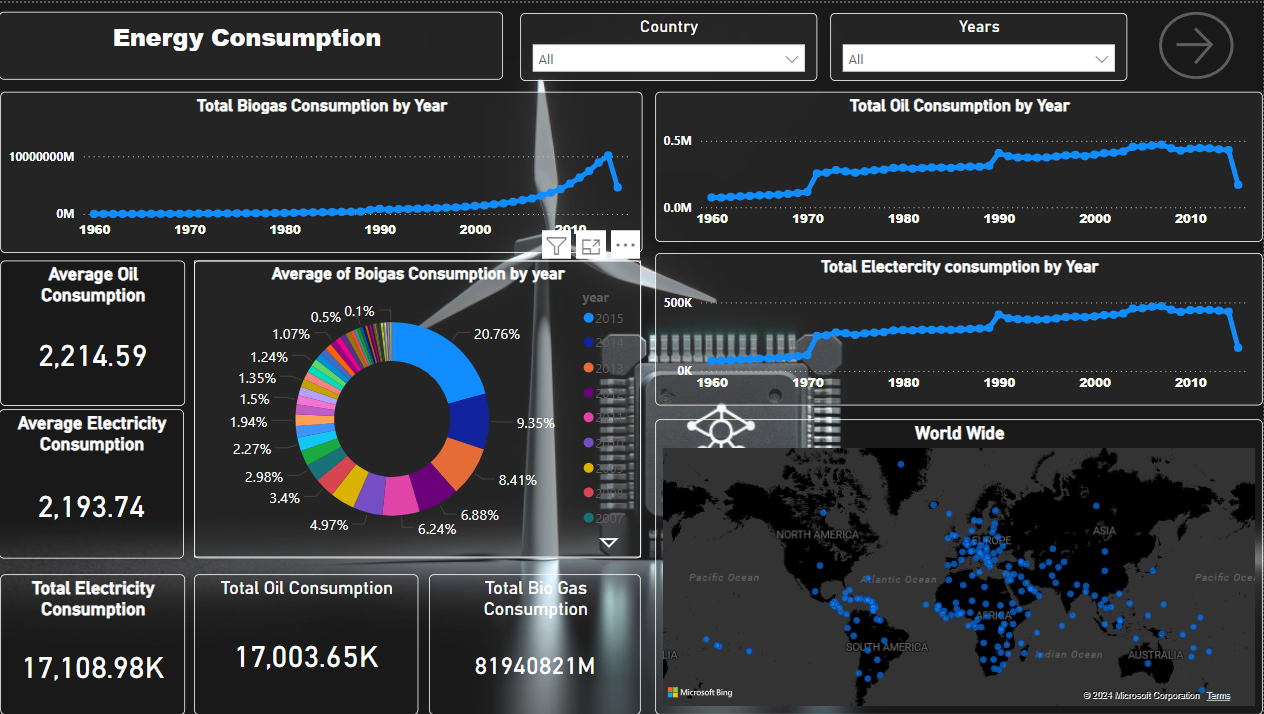 Energy Consumption
Country
All
Years
All
Total Biogas Consumption by Year
10000000M
0M
1960 1970 1980 1990 2000 2010
Total Oil Consumption by Year
0.5M
0.0M
1960 1970 1980 1990 2000 2010
Average Oil
Consumption
2,214.59
Average of Boigas Consumption by year
0.1%
0.5%
1.07%
1.24%
1.35%
1.5%
1.94%
2.27%
2.98%
3.4%
4.97%
6.24%
6.88%
8.41%
9.35%
20.76%
year
2015
2014
2013
2007
Total Electercity consumption by Year
500K
0K
1960 1970 1980 1990 2000 2010
Average Electricity
Consumption
2,193.74
World Wide
NORTH AMERICA
EUROPE
ASIA
Pacific Ocean
Atlantic Ocean
Pacific Ocea
AFRICA
SOUTH AMERICA
Indian Ocean
AUSTRALIA
LIA
Microsoft Bing
© 2024 Microsoft Corporation Terms
Total Electricity
Consumption
17,108.98K
Total Oil Consumption
17,003.65K
Total Bio Gas
Consumption
81940821M